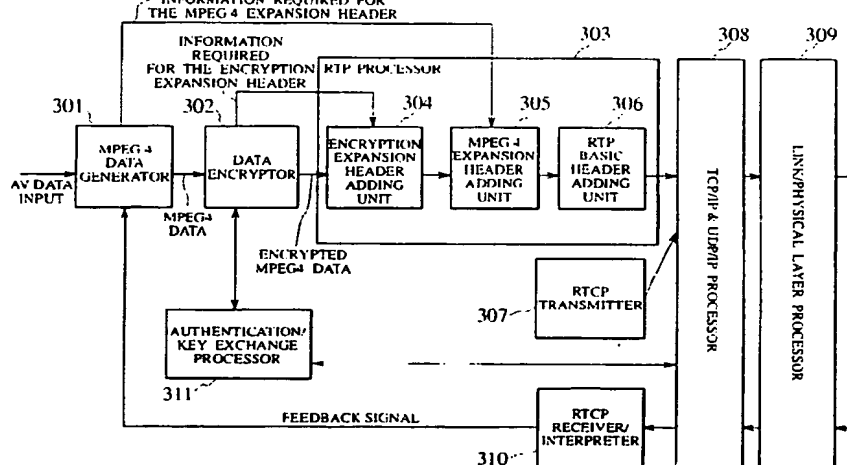 INFORMATION REQUIRED FOR
THE MPEG 4 EXPANSION HEADER
INFORMATION
REQUIRED
FOR THE ENCRYPTION
EXPANSION HEADER
RTP PROCESSOR
303
308
309
301
302
304
305
306
MPEG 4
DATA
GENERATOR
DATA
ENCRYPTOR
ENCRYPTION
EXPANSION
HEADER
ADDING
UNIT
MPEG 4
EXPANSION
HEADER
ADDING UNIT
RTP
BASIC
HEADER
ADDING
UNIT
TCP/IP & UDP/IP PROCESSOR
LINK/PHYSICAL LAYER PROCESSOR
AV DATA
INPUT
MPEG4
DATA
ENCRYPTED
MPEG4 DATA
RTCP
TRANSMITTER
307
AUTHENTICATION/
KEY EXCHANGE
PROCESSOR
311
FEEDBACK SIGNAL
RTCP
RECEIVER/
INTERPRETER
310